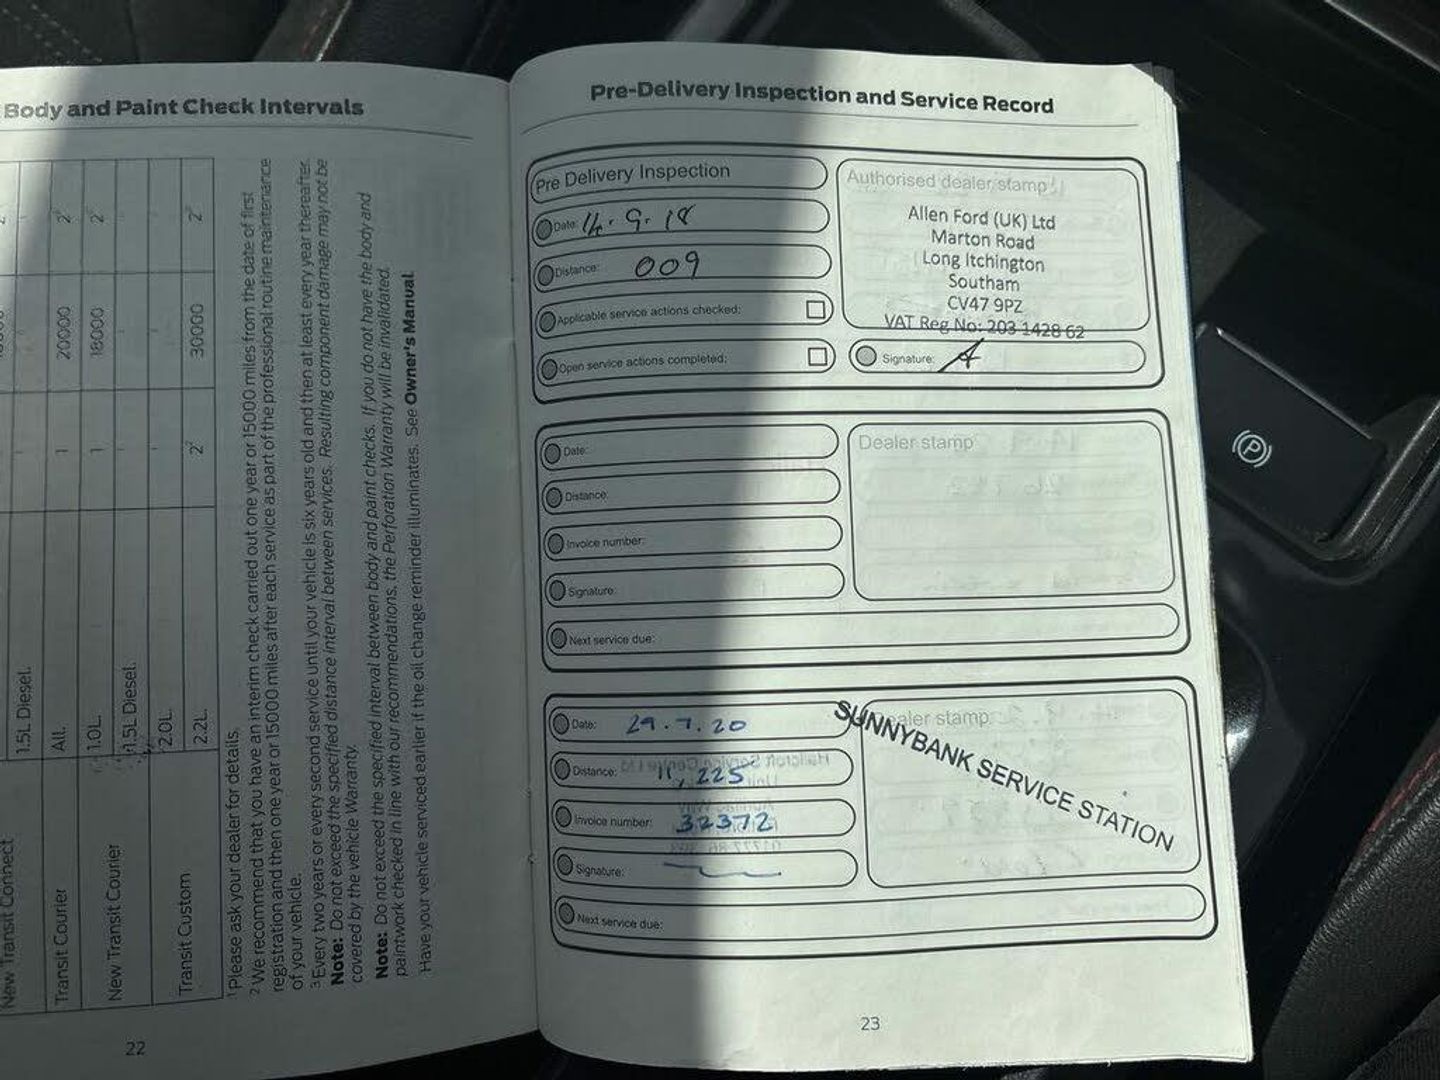 Body and Paint Check Intervals
2²
2²
2²
20000
18000
30000
1
1
2²
New Transit Connect
1.5L Diesel.
Transit Courier
All.
New Transit Courier
1.0L.
1.5L Diesel.
Transit Custom
2.0L.
2.2L.
¹ Please ask your dealer for details.
² We recommend that you have an interim check carried out one year or 15000 miles from the date of first
registration and then one year or 15000 miles after each service as part of the professional routine maintenance
of your vehicle.
³ Every two years or every second service until your vehicle is six years old and then at least every year thereafter.
Note: Do not exceed the specified distance interval between services. Resulting component damage may not be
covered by the vehicle Warranty.
Note: Do not exceed the specified interval between body and paint checks. If you do not have the body and
paintwork checked in line with our recommendations, the Perforation Warranty will be invalidated.
Have your vehicle serviced earlier if the oil change reminder illuminates. See Owner's Manual.
22
Pre-Delivery Inspection and Service Record
Pre Delivery Inspection
Date: 14.9.18
Distance: 009
Applicable service actions checked:
Open service actions completed:
Authorised dealer stamp
Allen Ford (UK) Ltd
Marton Road
Long Itchington
Southam
CV47 9PZ
VAT Reg No: 203 1428 62
Signature:
Date:
Distance:
Invoice number:
Signature:
Next service due:
Dealer stamp
Date: 29.7.20
Distance: 11,225
Invoice number: 32372
Signature:
Next service due:
Dealer stamp
SUNNYBANK SERVICE STATION
23
P